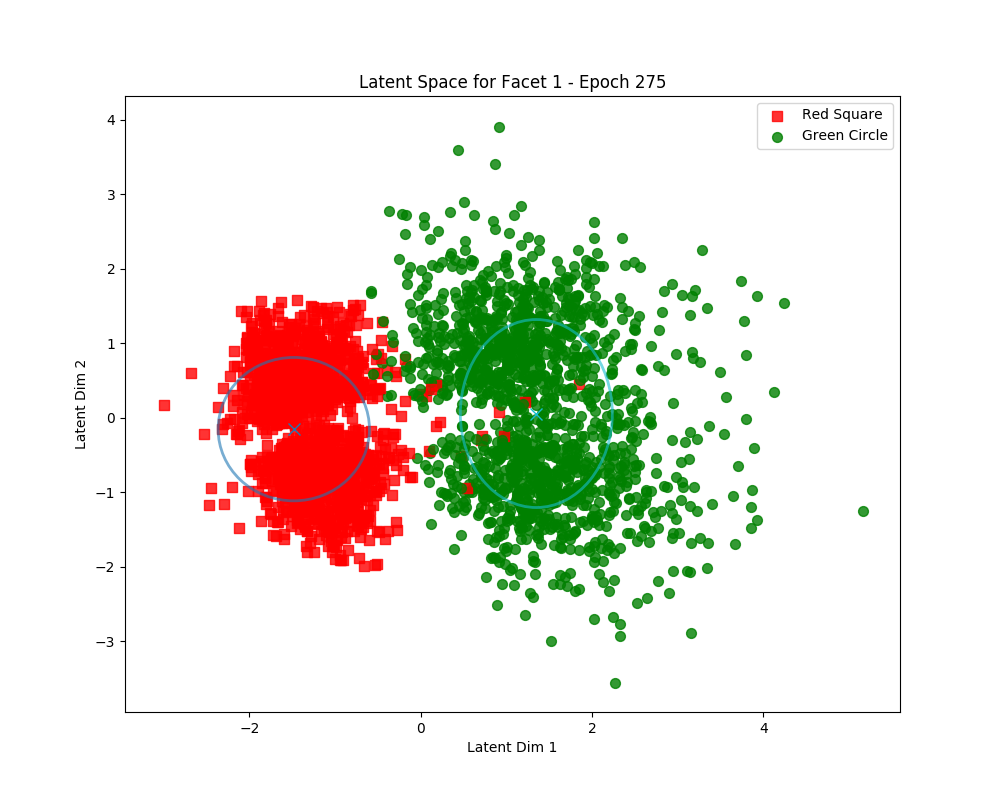 Latent Space for Facet 1 - Epoch 275
Red Square
Green Circle
4
3
2
1
0
−1
−2
−3
Latent Dim 2
−2
0
2
4
Latent Dim 1